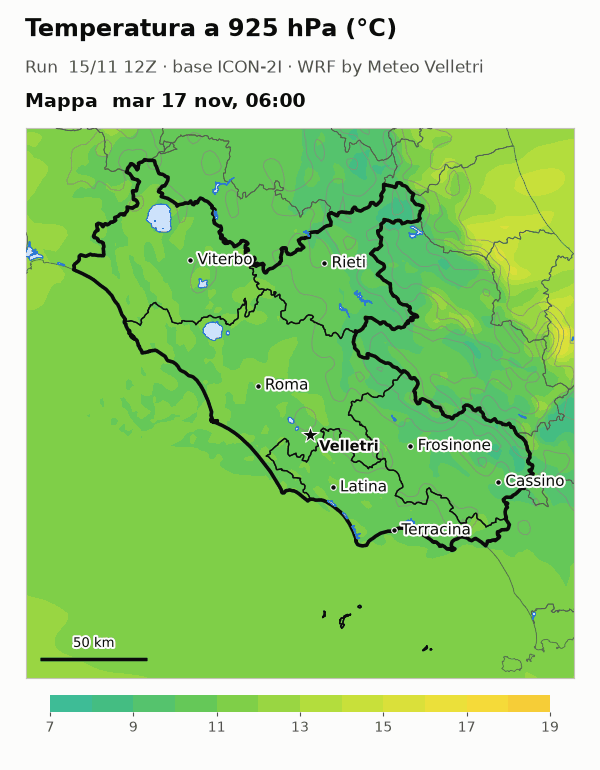 Temperatura a 925 hPa (°C)
Run 15/11 12Z · base ICON-2I · WRF by Meteo Velletri
Mappa mar 17 nov, 06:00
Viterbo
Rieti
Roma
Velletri
Frosinone
Latina
Cassino
Terracina
50 km
7 9 11 13 15 17 19